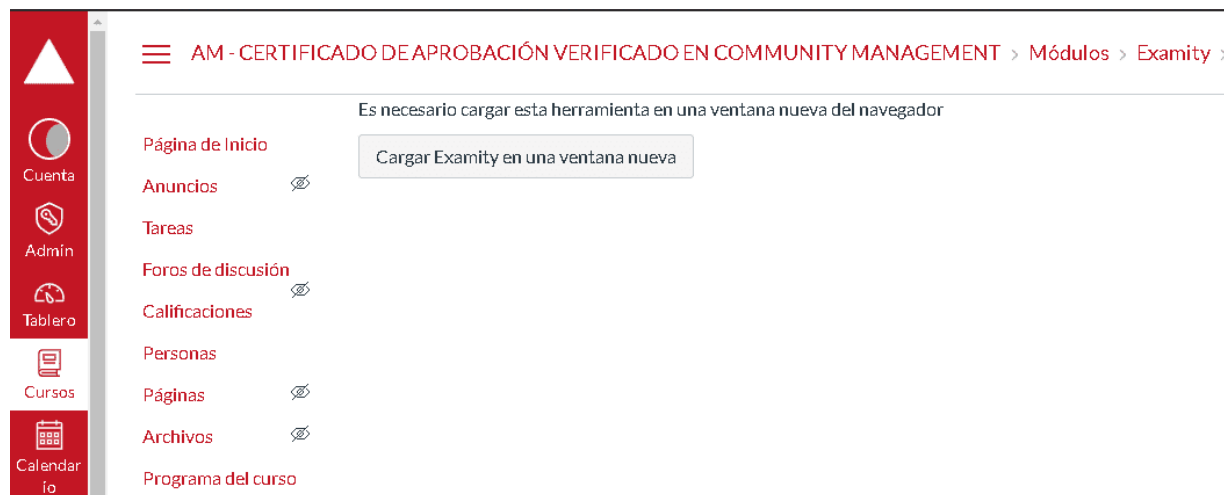 AM - CERTIFICADO DE APROBACIÓN VERIFICADO EN COMMUNITY MANAGEMENT > Módulos > Examity >
Es necesario cargar esta herramienta en una ventana nueva del navegador
Cargar Examity en una ventana nueva
Cuenta
Admin
Tablero
Cursos
Calendar
io
Página de Inicio
Anuncios
Tareas
Foros de discusión
Calificaciones
Personas
Páginas
Archivos
Programa del curso